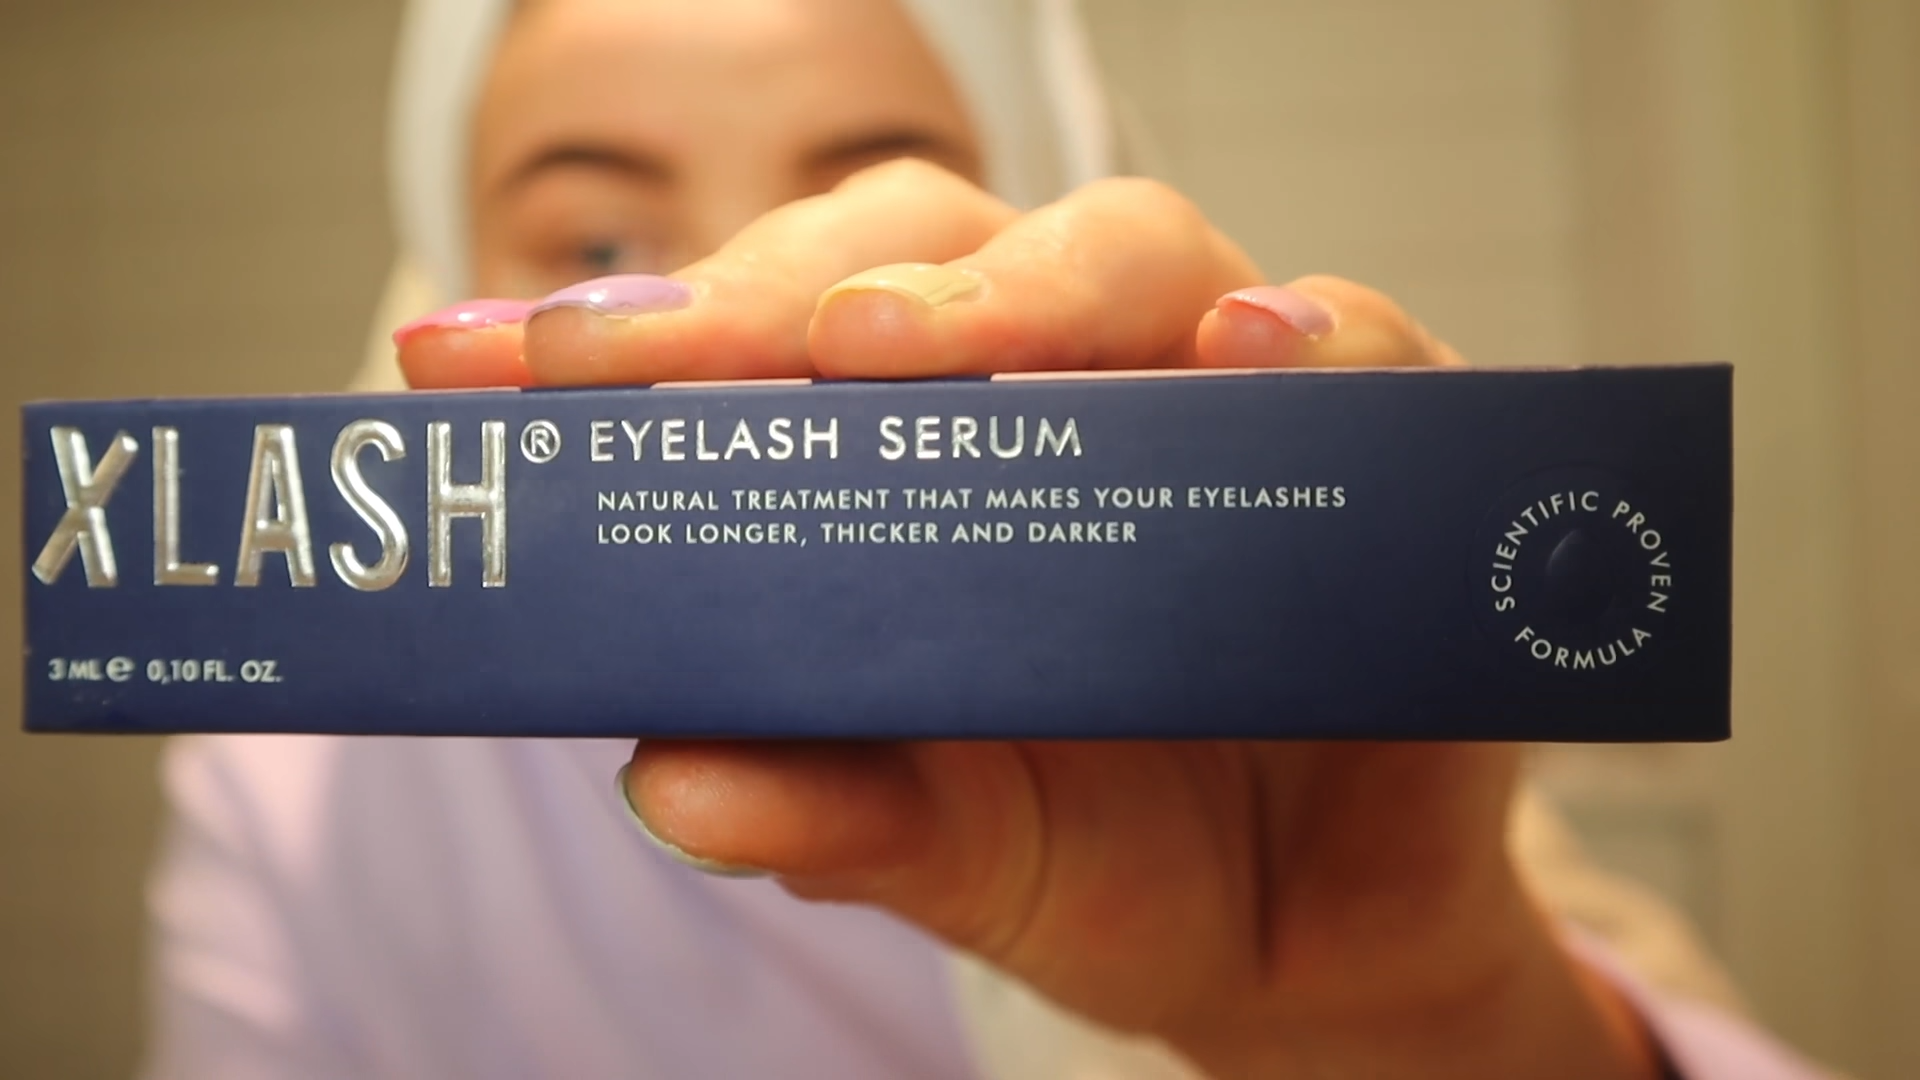 XLASH® EYELASH SERUM
NATURAL TREATMENT THAT MAKES YOUR EYELASHES
LOOK LONGER, THICKER AND DARKER
SCIENTIFIC PROVEN
FORMULA
3 ML ℮ 0,10 FL. OZ.